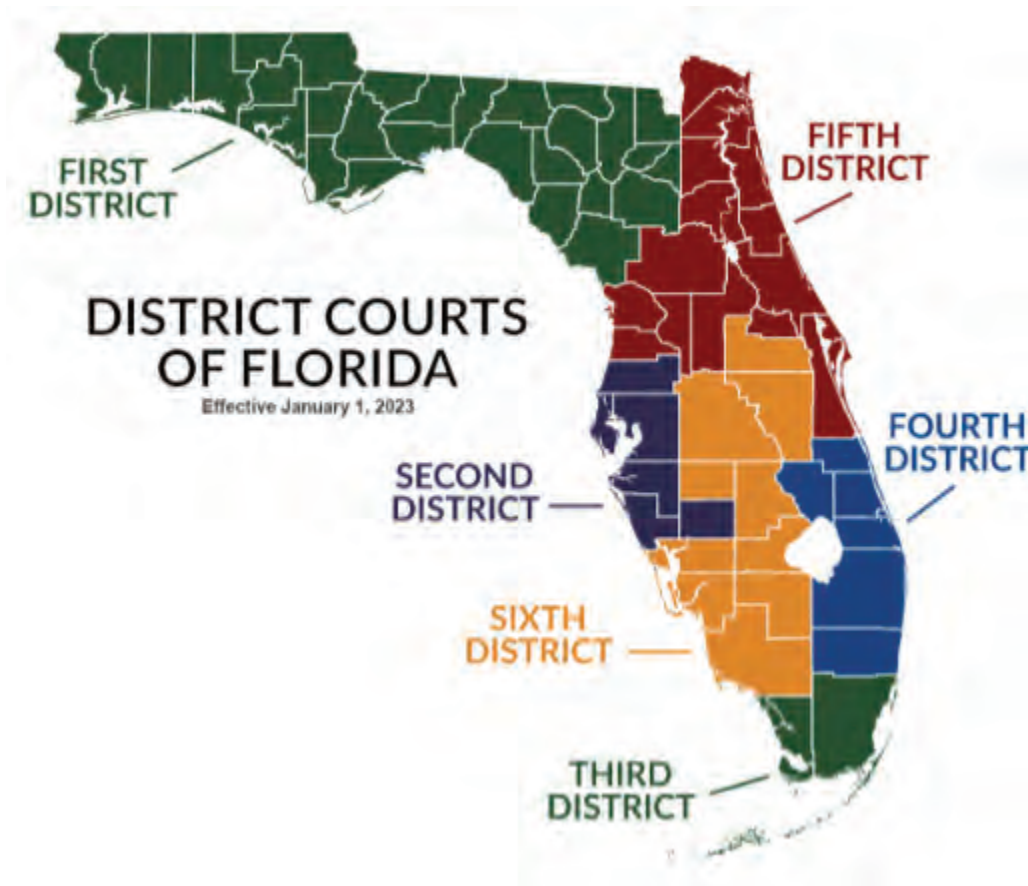 FIRST
DISTRICT
FIFTH
DISTRICT
DISTRICT COURTS
OF FLORIDA
Effective January 1, 2023
FOURTH
DISTRICT
SECOND
DISTRICT
SIXTH
DISTRICT
THIRD
DISTRICT